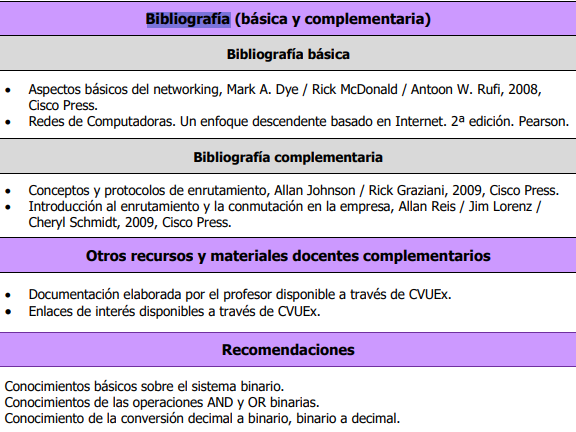 Bibliografía (básica y complementaria)
Bibliografía básica
• Aspectos básicos del networking, Mark A. Dye / Rick McDonald / Antoon W. Rufi, 2008,
Cisco Press.
• Redes de Computadoras. Un enfoque descendente basado en Internet. 2ª edición. Pearson.
Bibliografía complementaria
• Conceptos y protocolos de enrutamiento, Allan Johnson / Rick Graziani, 2009, Cisco Press.
• Introducción al enrutamiento y la conmutación en la empresa, Allan Reis / Jim Lorenz /
Cheryl Schmidt, 2009, Cisco Press.
Otros recursos y materiales docentes complementarios
• Documentación elaborada por el profesor disponible a través de CVUEx.
• Enlaces de interés disponibles a través de CVUEx.
Recomendaciones
Conocimientos básicos sobre el sistema binario.
Conocimientos de las operaciones AND y OR binarias.
Conocimiento de la conversión decimal a binario, binario a decimal.